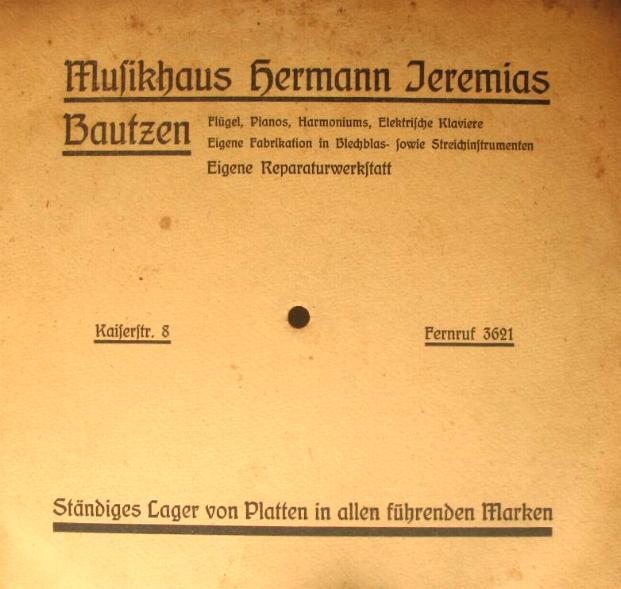 Muſikhaus Hermann Jeremias
Bautzen
Flügel, Pianos, Harmoniums, Elektriſche Klaviere
Eigene Fabrikation in Blechblas- ſowie Streichinſtrumenten
Eigene Reparaturwerkſtatt
Kaiſerſtr. 8
Fernruf 3621
Ständiges Lager von Platten in allen führenden Marken